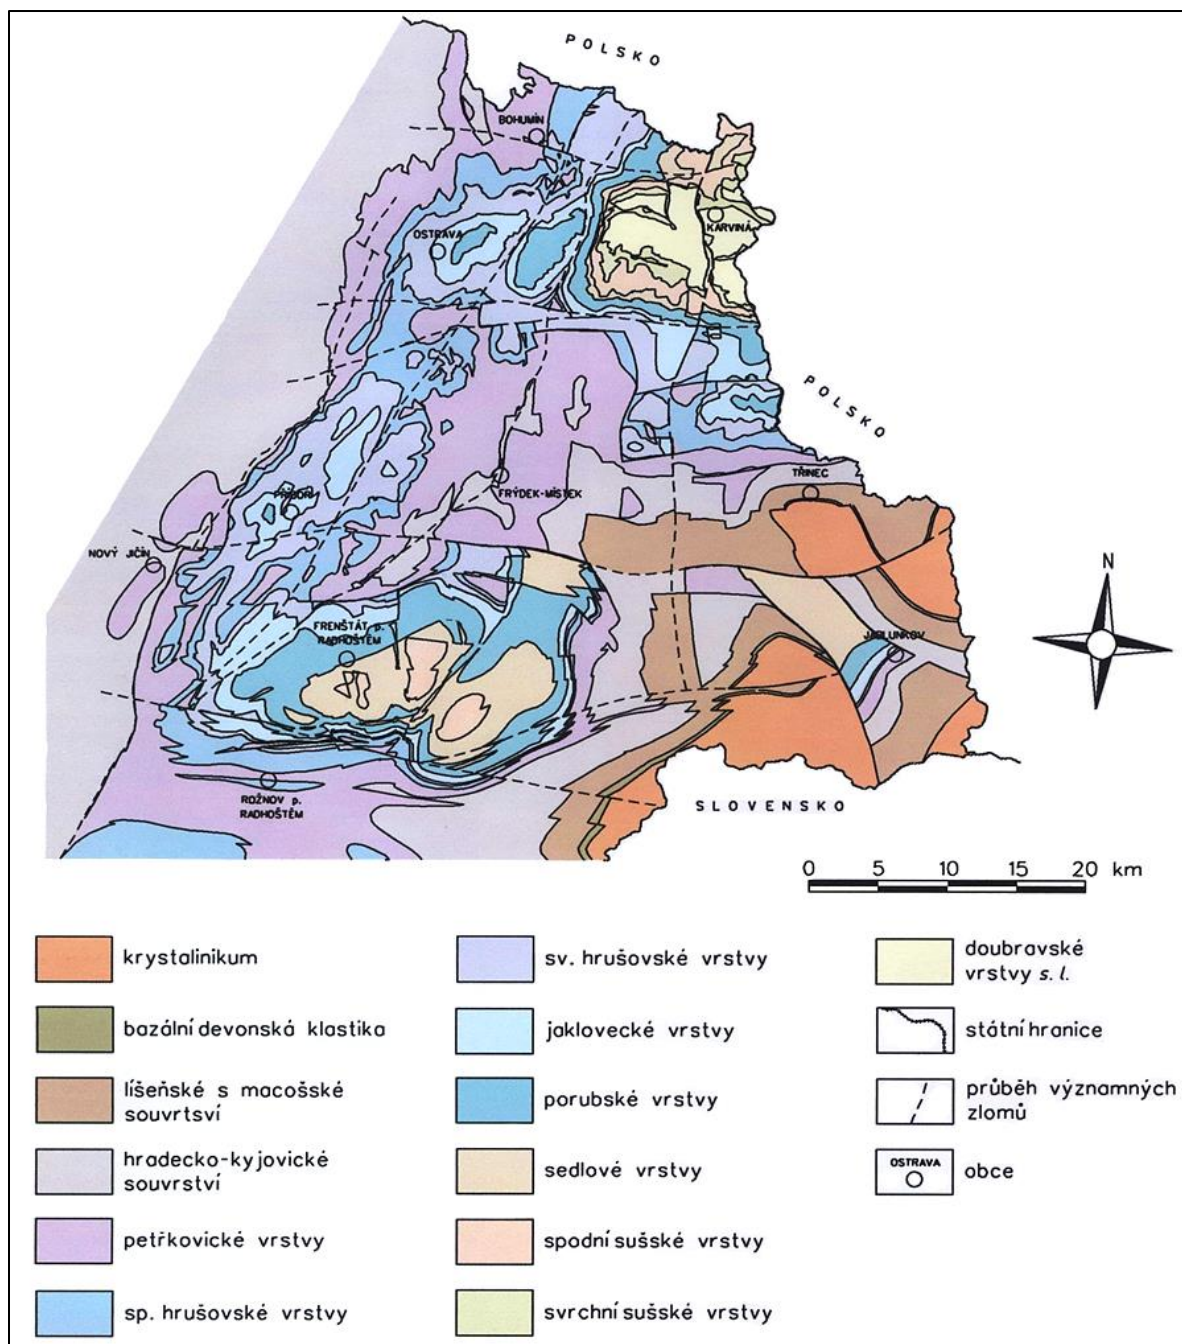 POLSKO
BOHUMÍN
KARVINÁ
OSTRAVA
POLSKO
TŘINEC
FRÝDEK-MÍSTEK
PŘÍBOR
NOVÝ JIČÍN
N
FRENŠTÁT p.
RADHOŠTĚM
JABLUNKOV
ROŽNOV p.
RADHOŠTĚM
SLOVENSKO
0 5 10 15 20 km
krystalinikum
bazální devonská klastika
líšeňské s macošské
souvrtsví
hradecko-kyjovické
souvrství
petřkovické vrstvy
sp. hrušovské vrstvy
sv. hrušovské vrstvy
jaklovecké vrstvy
porubské vrstvy
sedlové vrstvy
spodní sušské vrstvy
svrchní sušské vrstvy
doubravské
vrstvy s. l.
státní hranice
průběh významných
zlomů
OSTRAVA
obce